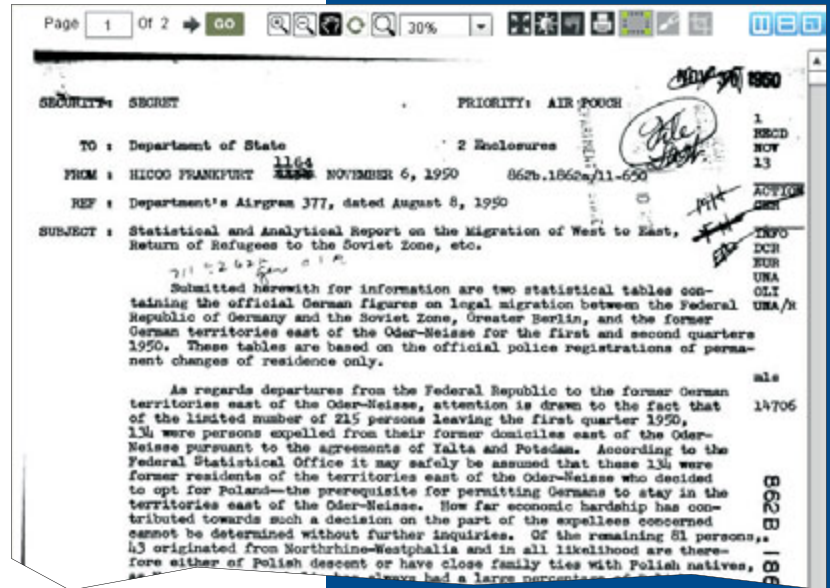 Page 1 Of 2 GO 30%
NOV 30 1950
SECURITY: SECRET PRIORITY: AIR POUCH
File
1
RECD
NOV
13
TO : Department of State 2 Enclosures
1164
FROM : HICOG FRANKFURT NOVEMBER 6, 1950 862b.1862a/11-650
ACTION
GER
REF : Department's Airgram 377, dated August 8, 1950
SUBJECT : Statistical and Analytical Report on the Migration of West to East,
Return of Refugees to the Soviet Zone, etc.
INFO
DCR
EUR
UNA
OLI
UNA/R
Submitted herewith for information are two statistical tables con-
taining the official German figures on legal migration between the Federal
Republic of Germany and the Soviet Zone, Greater Berlin, and the former
German territories east of the Oder-Neisse for the first and second quarters
1950. These tables are based on the official police registrations of perma-
nent changes of residence only.
mls
14706
As regards departures from the Federal Republic to the former German
territories east of the Oder-Neisse, attention is drawn to the fact that
of the limited number of 215 persons leaving the first quarter 1950,
134 were persons expelled from their former domiciles east of the Oder-
Neisse pursuant to the agreements of Yalta and Potsdam. According to the
Federal Statistical Office it may safely be assumed that these 134 were
former residents of the territories east of the Oder-Neisse who decided
to opt for Poland—the prerequisite for permitting Germans to stay in the
territories east of the Oder-Neisse. How far economic hardship has con-
tributed towards such a decision on the part of the expellees concerned
cannot be determined without further inquiries. Of the remaining 81 persons,
43 originated from Northrhine-Westphalia and in all likelihood are there-
fore either of Polish descent or have close family ties with Polish natives,
always had a large
862B.186